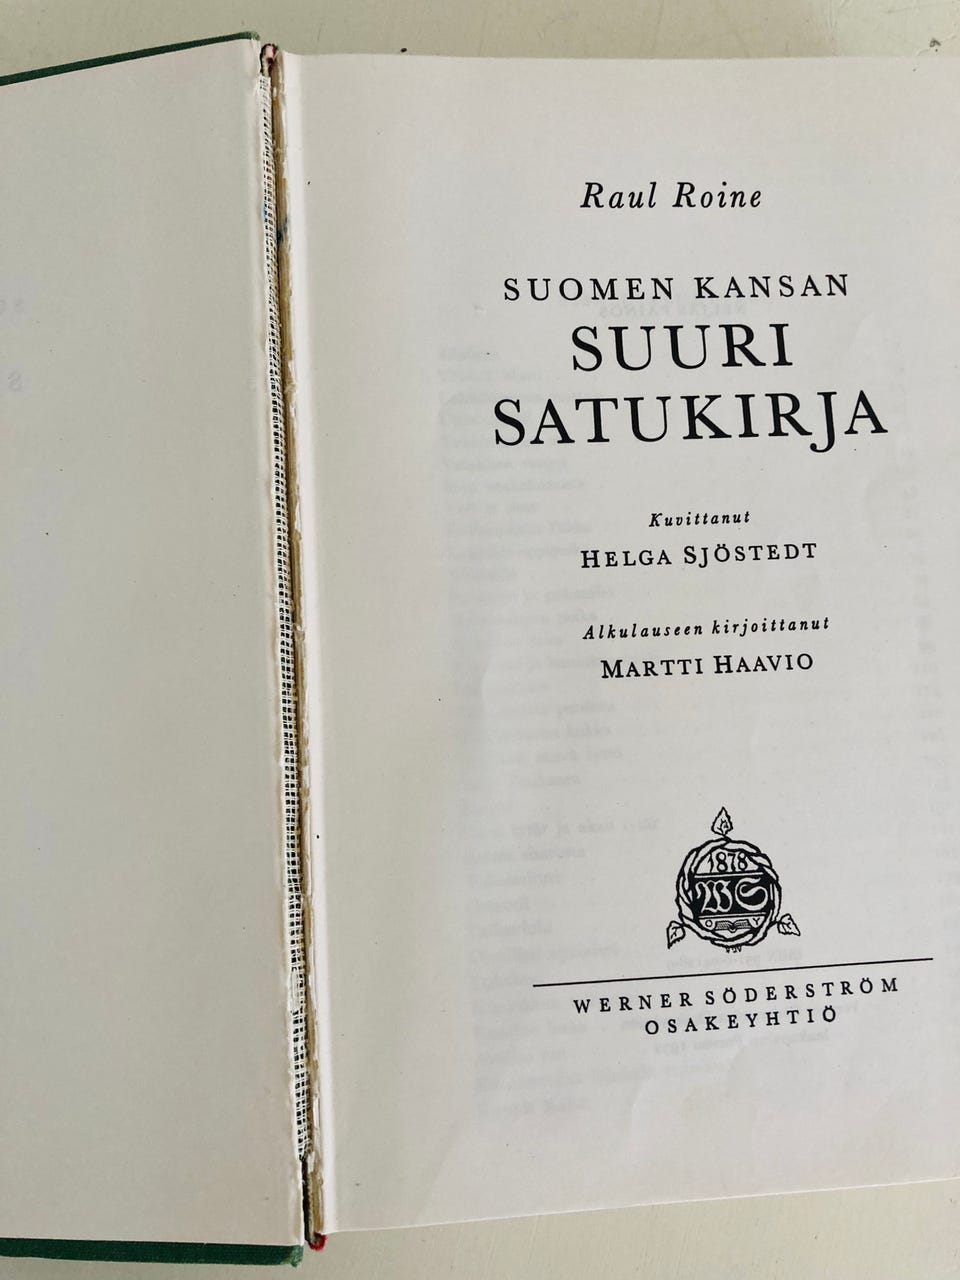 Raul Roine
SUOMEN KANSAN
SUURI
SATUKIRJA
Kuvittanut
HELGA SJÖSTEDT
Alkulauseen kirjoittanut
MARTTI HAAVIO
1878
WS
O Y
WERNER SÖDERSTRÖM
OSAKEYHTIÖ